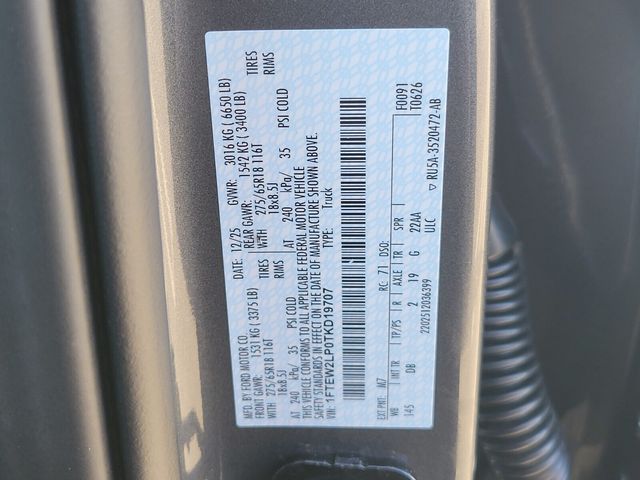 MFD. BY FORD MOTOR CO.
DATE: 12/25 GVWR: 3016 KG ( 6650 LB)
FRONT GAWR: 1531 KG ( 3375 LB) REAR GAWR: 1542 KG ( 3400 LB)
WITH 275/65R18 116T TIRES WITH 275/65R18 116T TIRES
18x8.5J RIMS 18x8.5J RIMS
AT 240 kPa/ 35 PSI COLD AT 240 kPa/ 35 PSI COLD
THIS VEHICLE CONFORMS TO ALL APPLICABLE FEDERAL MOTOR VEHICLE
SAFETY STANDARDS IN EFFECT ON THE DATE OF MANUFACTURE SHOWN ABOVE.
VIN: 1FTEW2LP0TKD19707 TYPE: Truck
F0091
T0626
EXT PNT: M7 RC: 71 DSO:
WB INT TR TP/PS R AXLE TR SPR
145 DB 2 19 G 22AA
ULC
2202512036399
▽ RU5A-3520472-AB